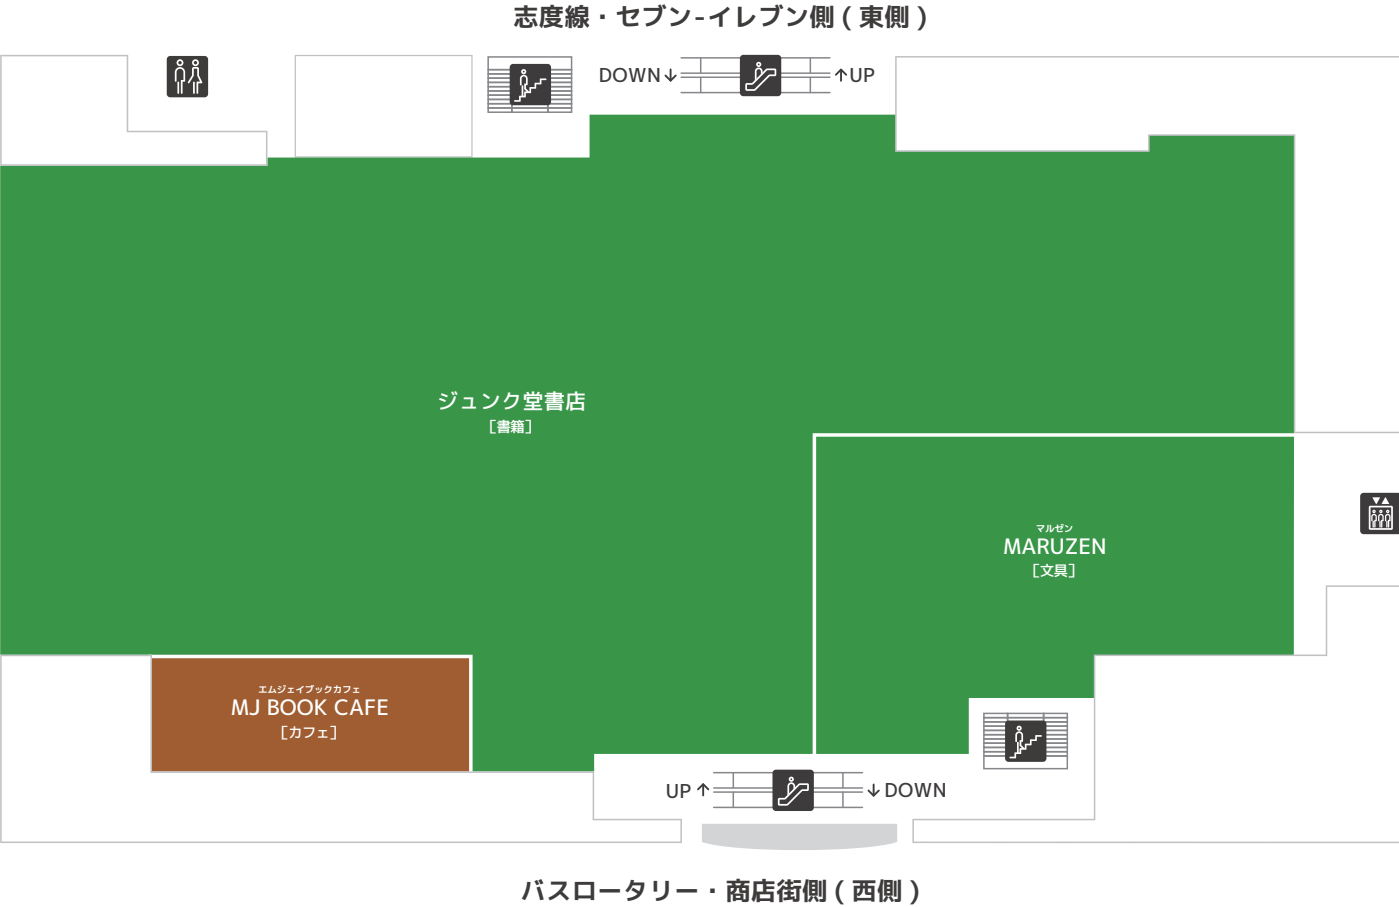 志度線・セブン-イレブン側 ( 東側 )
DOWN↓
↑UP
ジュンク堂書店
［書籍］
マルゼン
MARUZEN
［文具］
エムジェイブックカフェ
MJ BOOK CAFE
［カフェ］
UP↑
↓DOWN
バスロータリー・商店街側 ( 西側 )